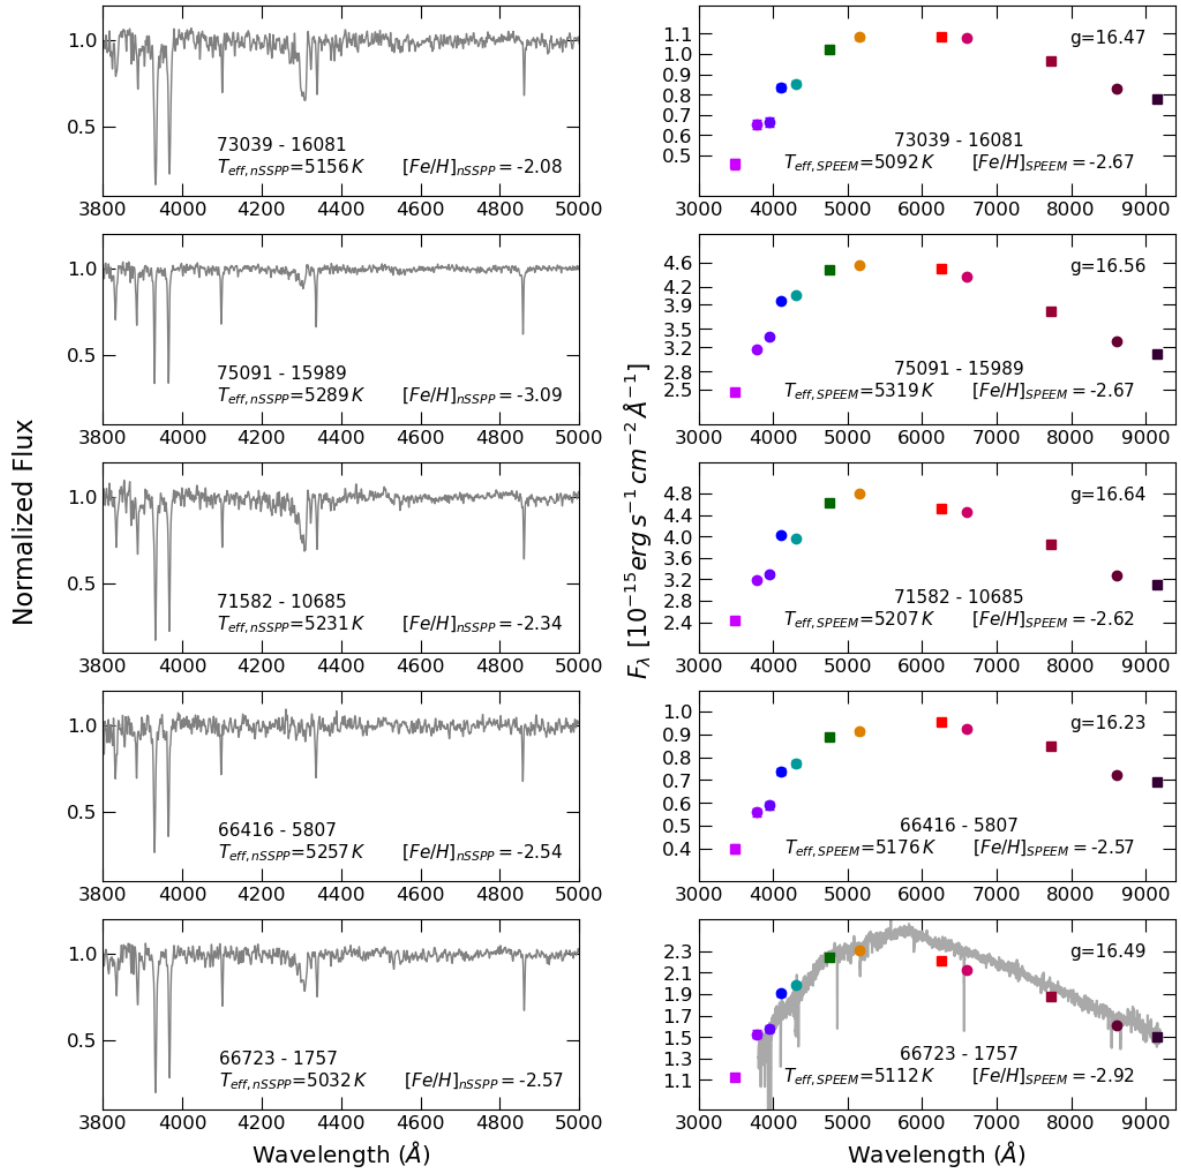 Normalized Flux
1.0
0.5
73039 - 16081
T_eff,nSSPP=5156 K [Fe/H]_nSSPP = -2.08
3800 4000 4200 4400 4600 4800 5000
1.0
0.5
75091 - 15989
T_eff,nSSPP=5289 K [Fe/H]_nSSPP = -3.09
3800 4000 4200 4400 4600 4800 5000
1.0
0.5
71582 - 10685
T_eff,nSSPP=5231 K [Fe/H]_nSSPP = -2.34
3800 4000 4200 4400 4600 4800 5000
1.0
0.5
66416 - 5807
T_eff,nSSPP=5257 K [Fe/H]_nSSPP = -2.54
3800 4000 4200 4400 4600 4800 5000
1.0
0.5
66723 - 1757
T_eff,nSSPP=5032 K [Fe/H]_nSSPP = -2.57
3800 4000 4200 4400 4600 4800 5000
Wavelength (Å)
F_λ [10^−15 erg s^−1 cm^−2 Å^−1]
1.1
1.0
0.9
0.8
0.7
0.6
0.5
g=16.47
73039 - 16081
T_eff,SPEEM=5092 K [Fe/H]_SPEEM = -2.67
3000 4000 5000 6000 7000 8000 9000
4.6
4.2
3.9
3.5
3.2
2.8
2.5
g=16.56
75091 - 15989
T_eff,SPEEM=5319 K [Fe/H]_SPEEM = -2.67
3000 4000 5000 6000 7000 8000 9000
4.8
4.4
4.0
3.6
3.2
2.8
2.4
g=16.64
71582 - 10685
T_eff,SPEEM=5207 K [Fe/H]_SPEEM = -2.62
3000 4000 5000 6000 7000 8000 9000
1.0
0.9
0.8
0.7
0.6
0.5
0.4
g=16.23
66416 - 5807
T_eff,SPEEM=5176 K [Fe/H]_SPEEM = -2.57
3000 4000 5000 6000 7000 8000 9000
2.3
2.1
1.9
1.7
1.5
1.3
1.1
g=16.49
66723 - 1757
T_eff,SPEEM=5112 K [Fe/H]_SPEEM = -2.92
3000 4000 5000 6000 7000 8000 9000
Wavelength (Å)